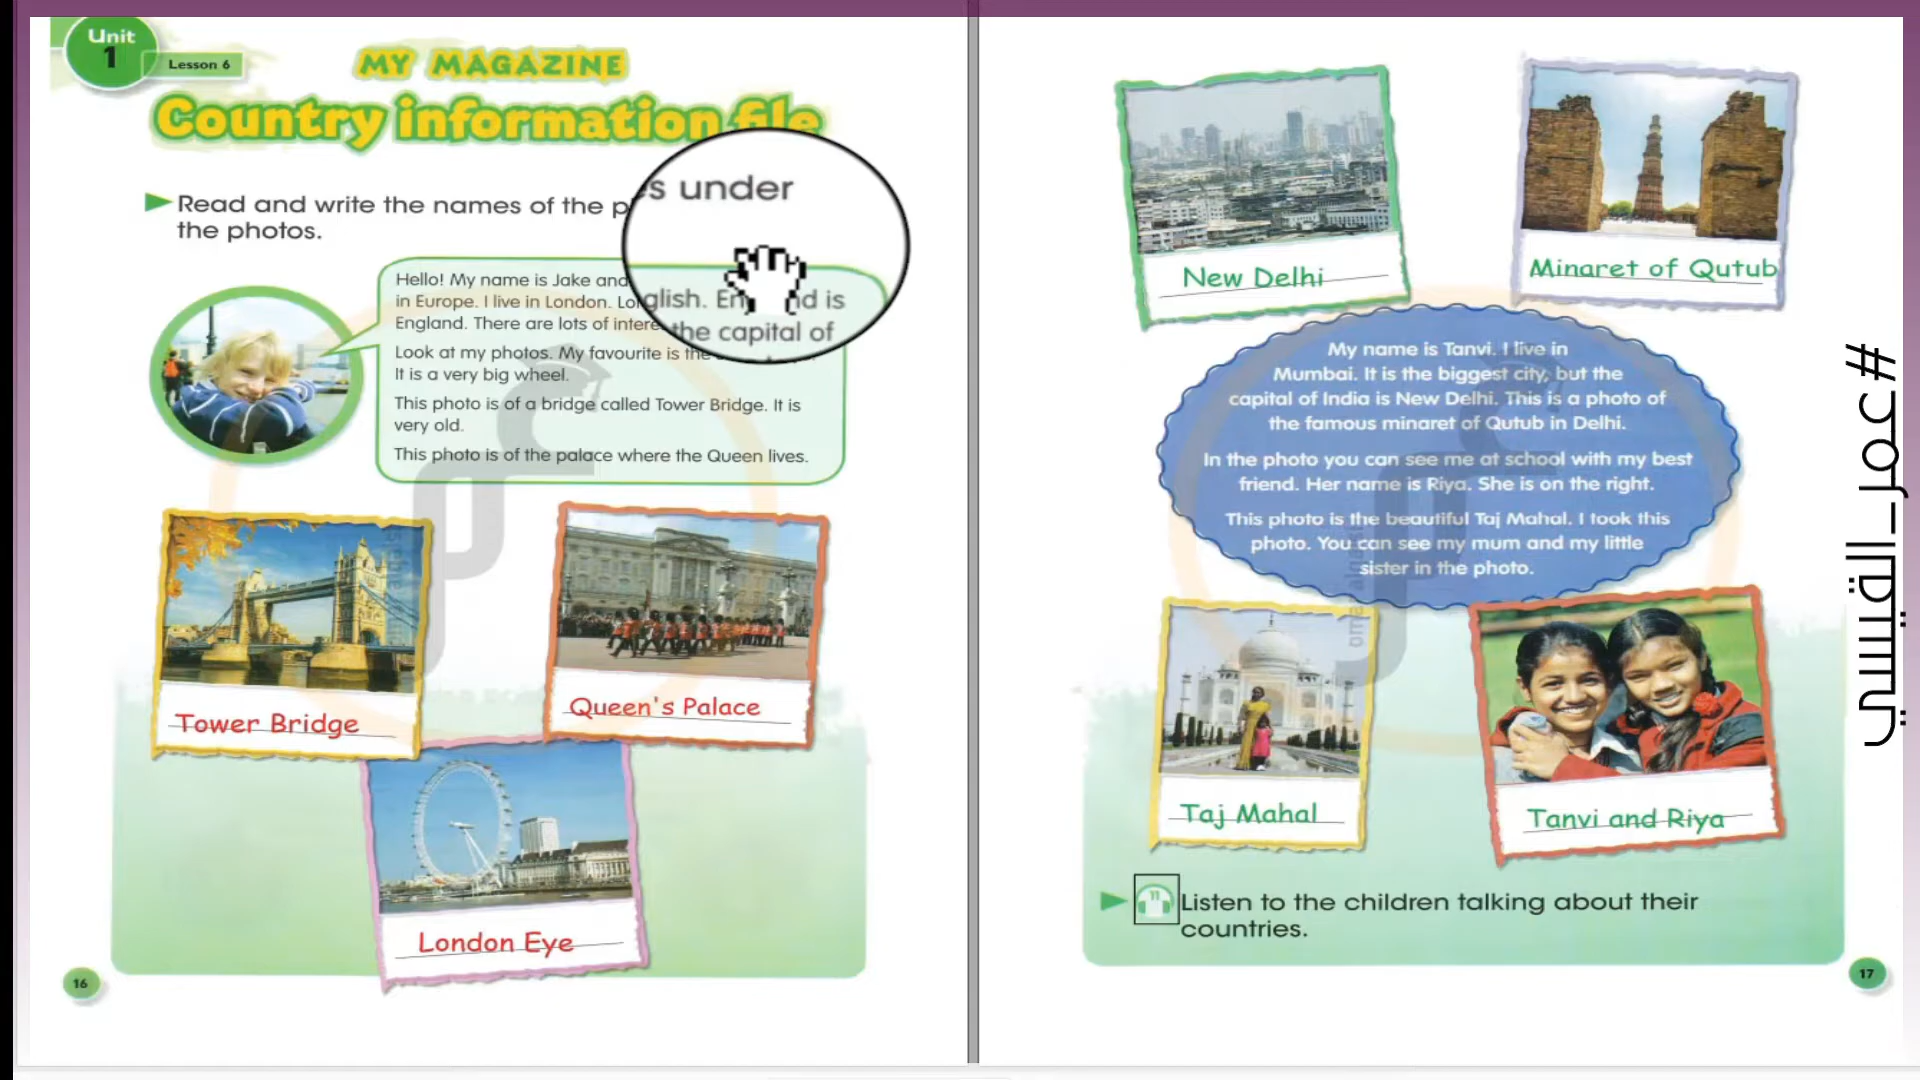 Unit
1
Lesson 6
MY MAGAZINE
Country information file
Read and write the names of the p
s under
the photos.
Hello! My name is Jake and
glish. En d is
in Europe. I live in London. Lo
the capital of
England. There are lots of intere
Look at my photos. My favourite is the
It is a very big wheel.
This photo is of a bridge called Tower Bridge. It is
very old.
This photo is of the palace where the Queen lives.
Tower Bridge
Queen's Palace
London Eye
16
New Delhi
Minaret of Qutub
My name is Tanvi. I live in
Mumbai. It is the biggest city, but the
capital of India is New Delhi. This is a photo of
the famous minaret of Qutub in Delhi.
In the photo you can see me at school with my best
friend. Her name is Riya. She is on the right.
This photo is the beautiful Taj Mahal. I took this
photo. You can see my mum and my little
sister in the photo.
Taj Mahal
Tanvi and Riya
11
Listen to the children talking about their
countries.
17
#عمر_القيسي